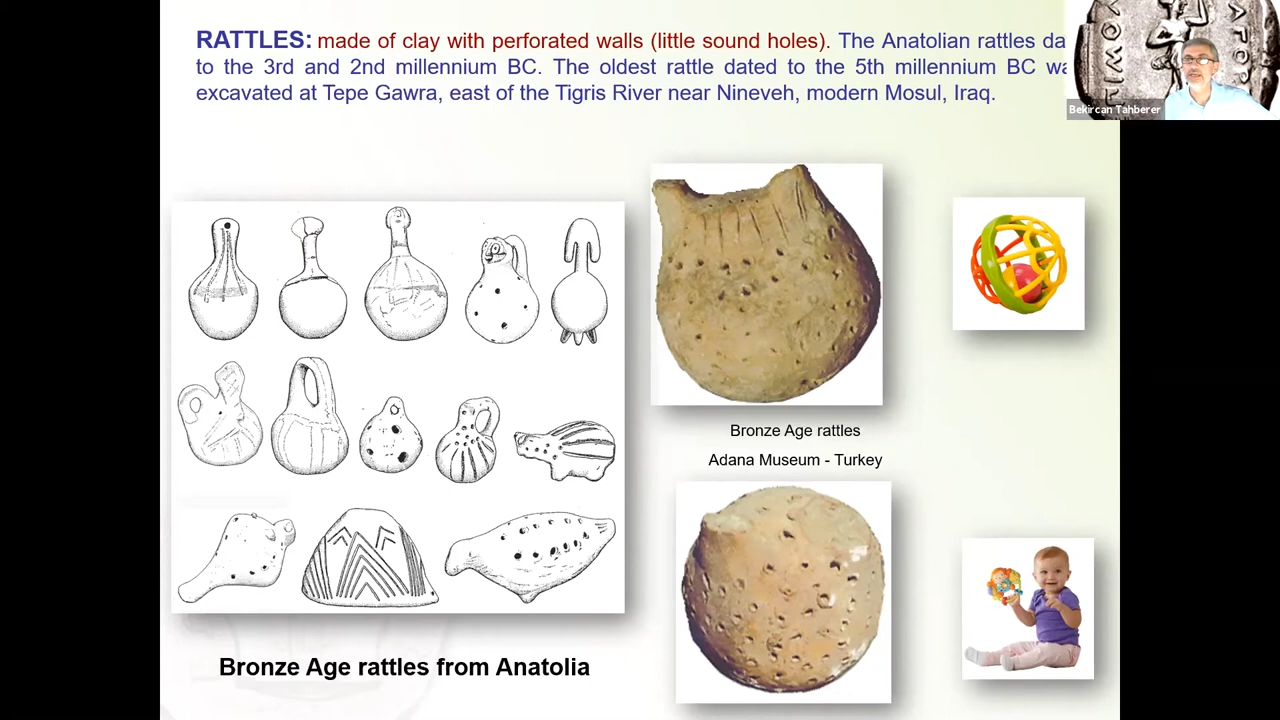 RATTLES: made of clay with perforated walls (little sound holes). The Anatolian rattles da
to the 3rd and 2nd millennium BC. The oldest rattle dated to the 5th millennium BC wa
excavated at Tepe Gawra, east of the Tigris River near Nineveh, modern Mosul, Iraq.
Bekircan Tahberer
Bronze Age rattles
Adana Museum - Turkey
Bronze Age rattles from Anatolia